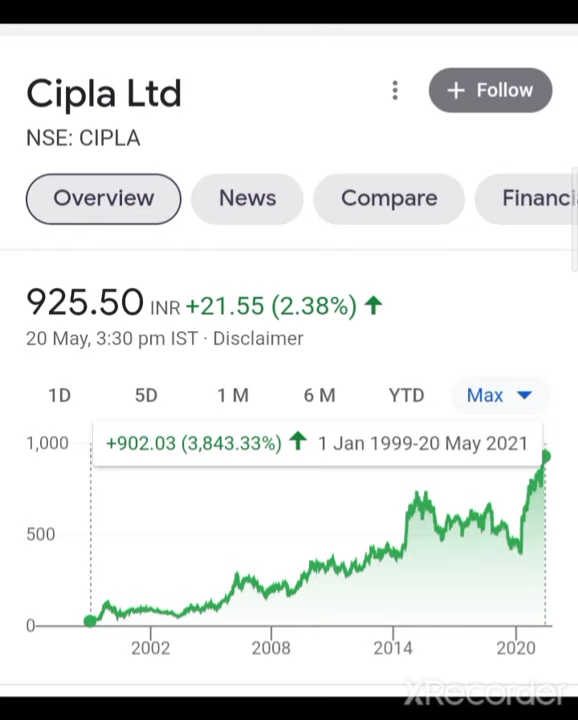 Cipla Ltd
+ Follow
NSE: CIPLA
Overview News Compare Financi
925.50 INR +21.55 (2.38%)
20 May, 3:30 pm IST · Disclaimer
1D 5D 1 M 6 M YTD Max
+902.03 (3,843.33%) 1 Jan 1999-20 May 2021
1,000
500
0
2002 2008 2014 2020
XRecorder